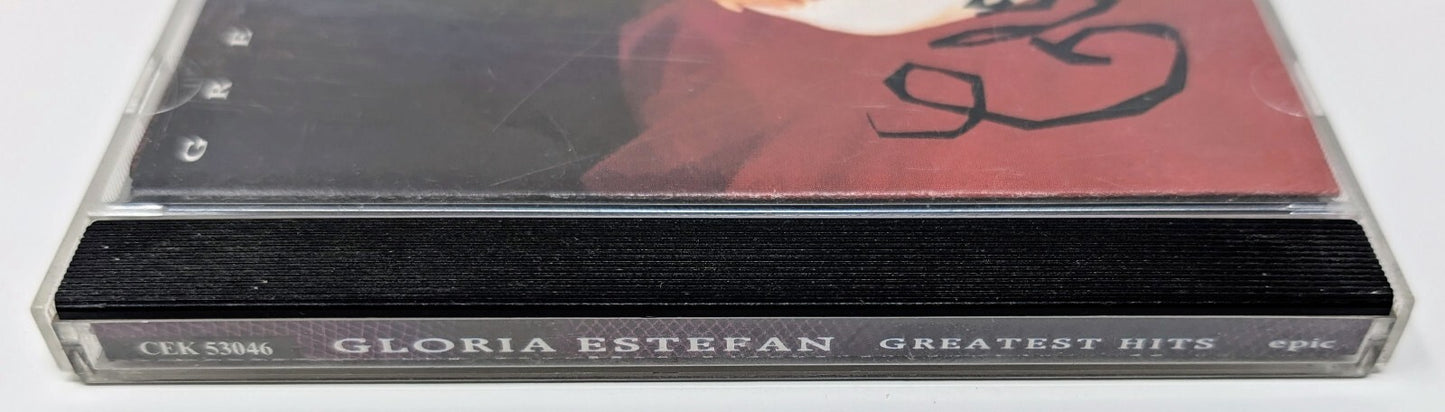 G R E
CEK 53046 GLORIA ESTEFAN GREATEST HITS epic